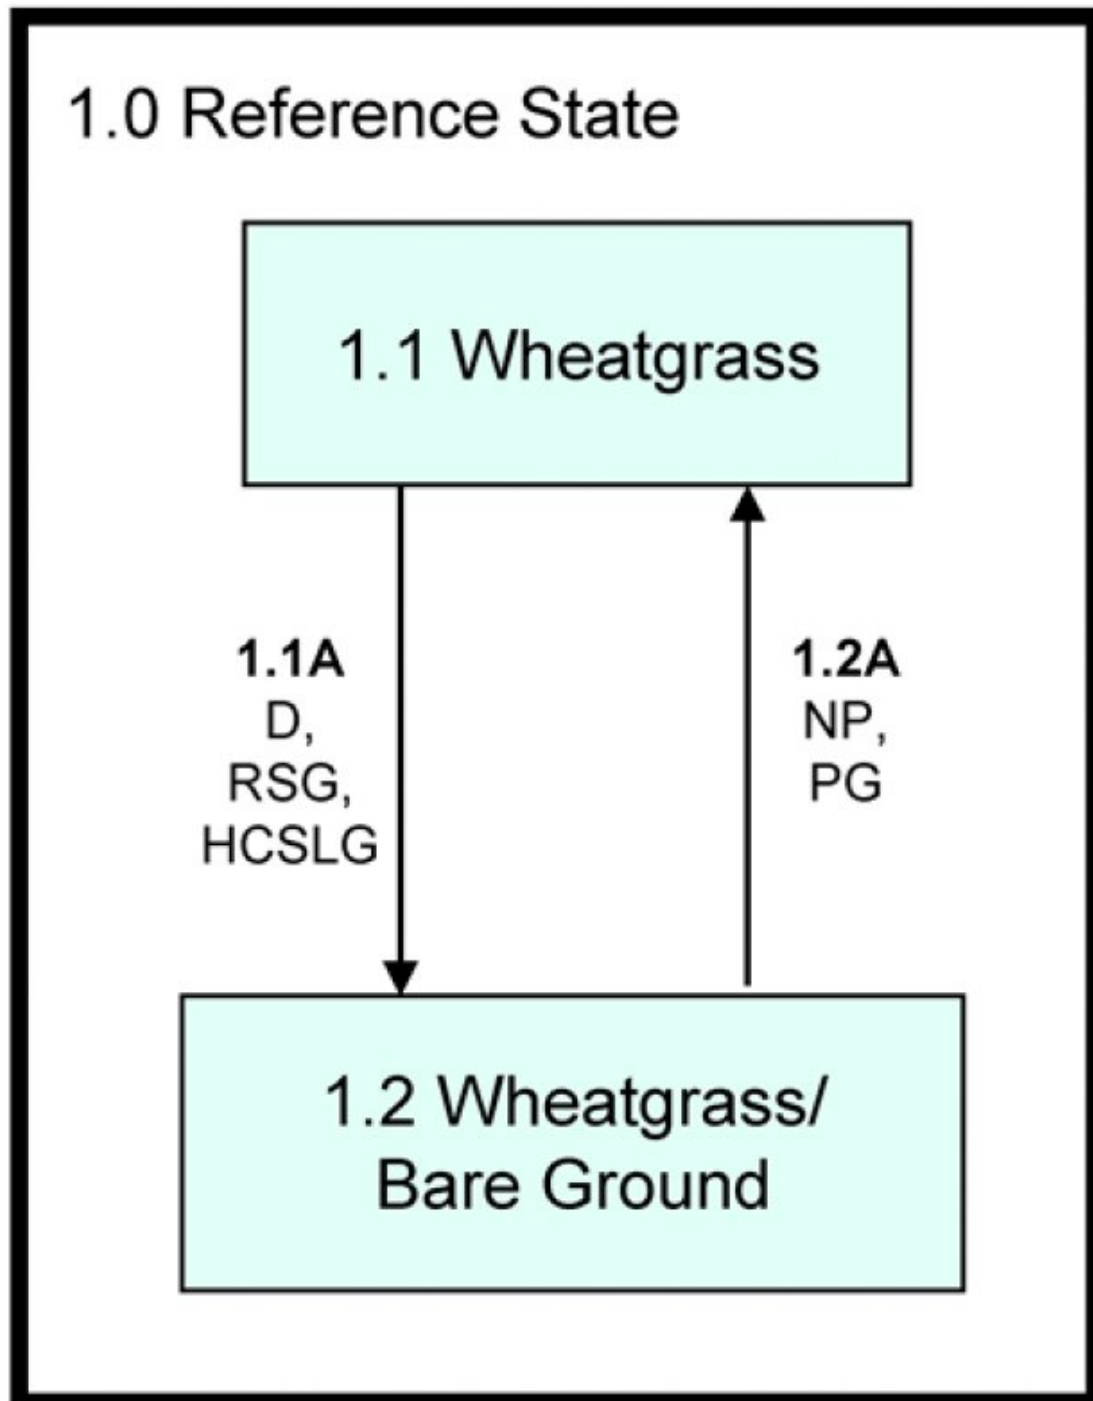 1.0 Reference State
1.1 Wheatgrass
1.1A
D,
RSG,
HCSLG
1.2A
NP,
PG
1.2 Wheatgrass/
Bare Ground